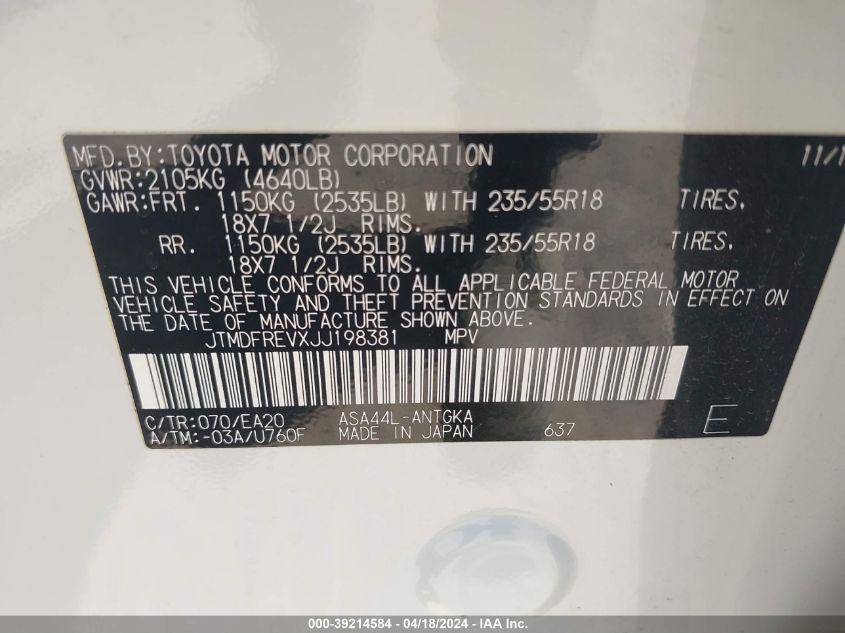 MFD.BY:TOYOTA MOTOR CORPORATION 11/1
GVWR:2105KG (4640LB)
GAWR:FRT. 1150KG (2535LB) WITH 235/55R18 TIRES,
18X7 1/2J RIMS.
RR. 1150KG (2535LB) WITH 235/55R18 TIRES,
18X7 1/2J RIMS.
THIS VEHICLE CONFORMS TO ALL APPLICABLE FEDERAL MOTOR
VEHICLE SAFETY AND THEFT PREVENTION STANDARDS IN EFFECT ON
THE DATE OF MANUFACTURE SHOWN ABOVE.
JTMDFREVXJJ198381 MPV
C/TR:070/EA20 ASA44L-ANTGKA
A/TM:-03A/U760F MADE IN JAPAN 637 E
000-39214584 - 04/18/2024 - IAA Inc.